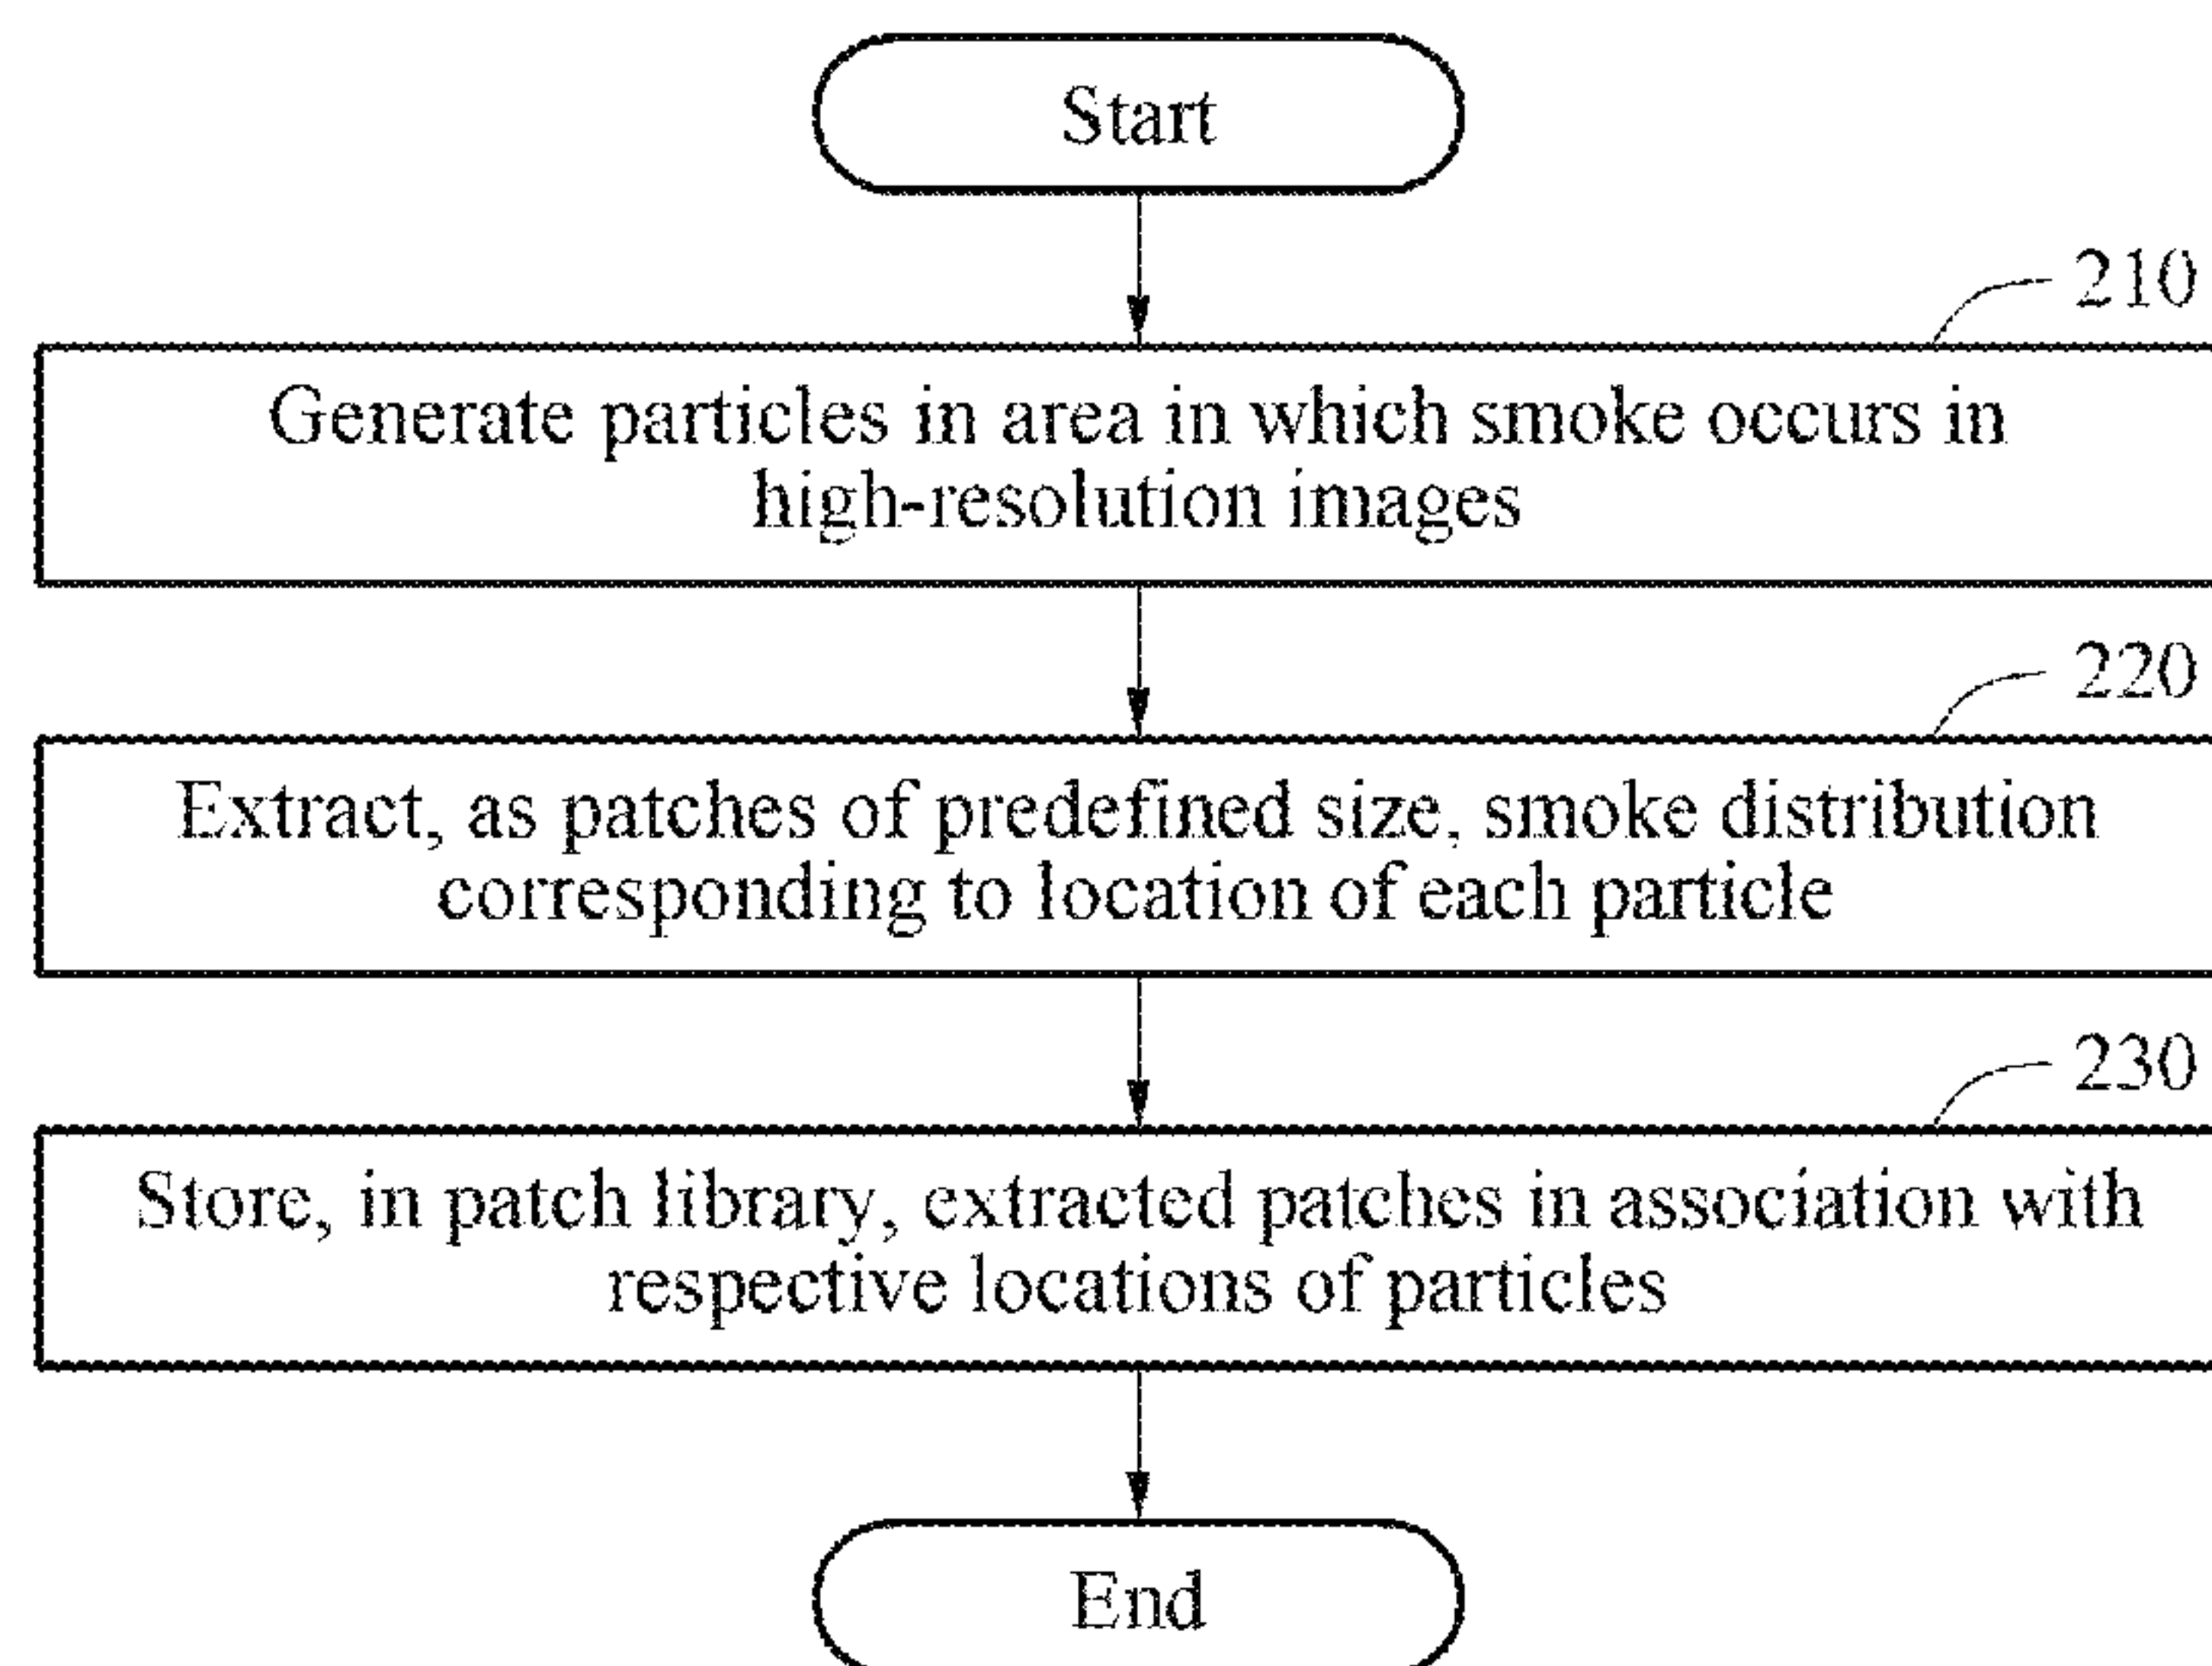 Start
210
Generate particles in area in which smoke occurs in
high-resolution images
220
Extract, as patches of predefined size, smoke distribution
corresponding to location of each particle
230
Store, in patch library, extracted patches in association with
respective locations of particles
End